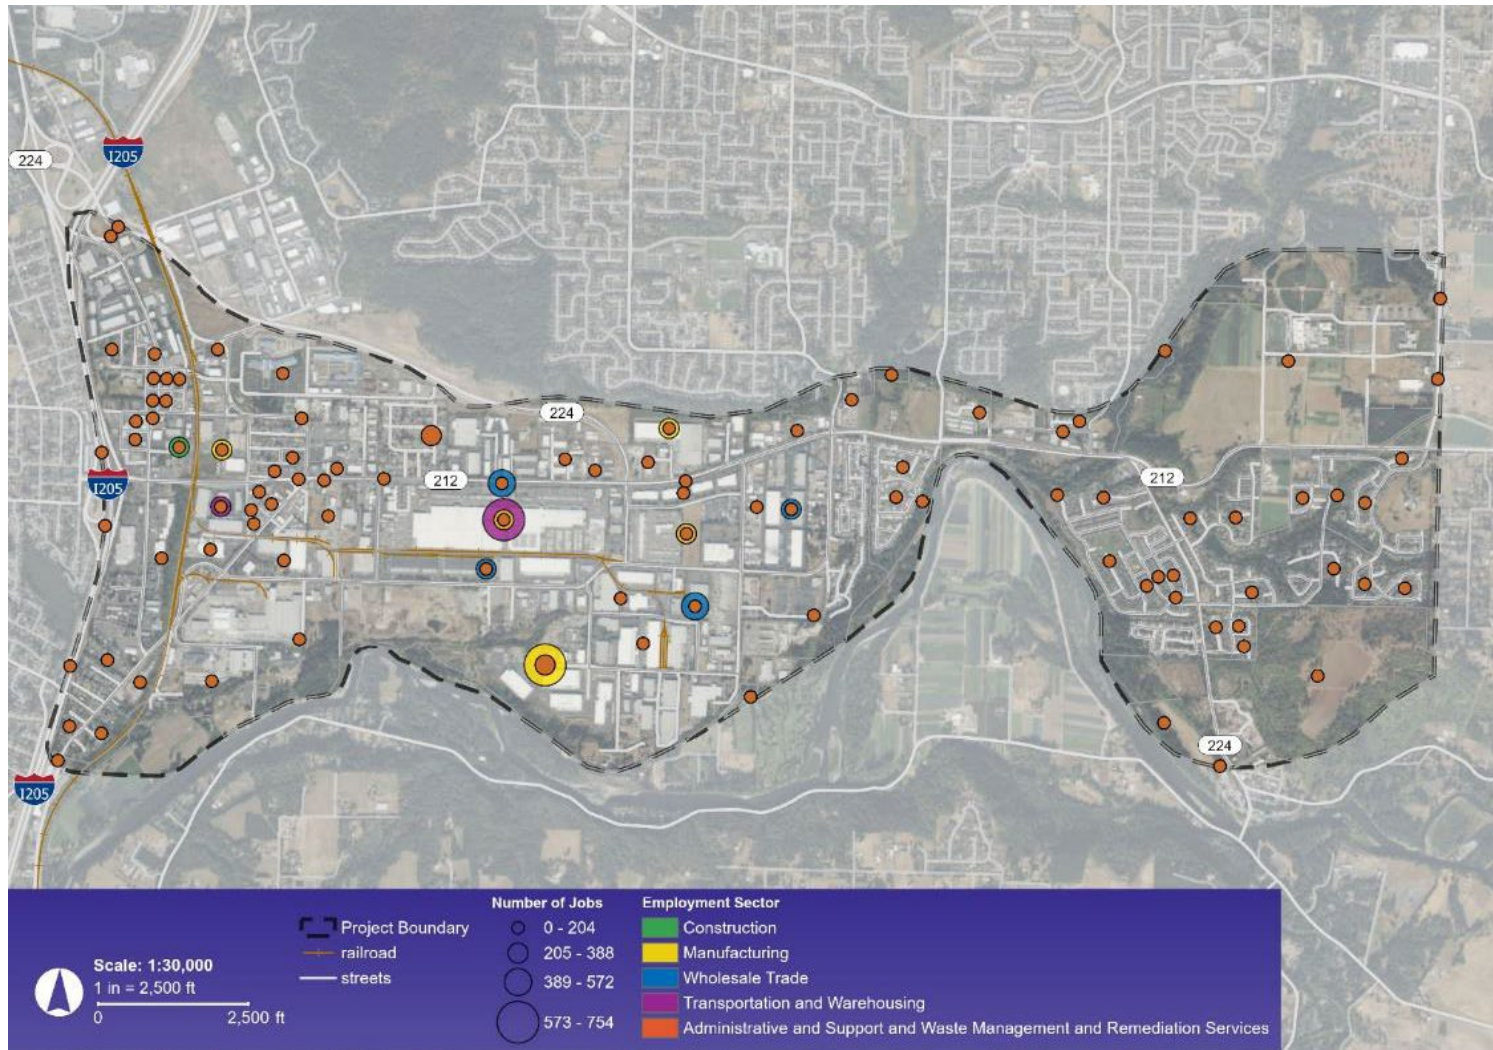 I205
224
224
212
I205
212
224
I205
Number of Jobs
Employment Sector
Project Boundary
0 - 204
Construction
railroad
205 - 388
Manufacturing
Scale: 1:30,000
streets
389 - 572
Wholesale Trade
1 in = 2,500 ft
Transportation and Warehousing
0
2,500 ft
573 - 754
Administrative and Support and Waste Management and Remediation Services